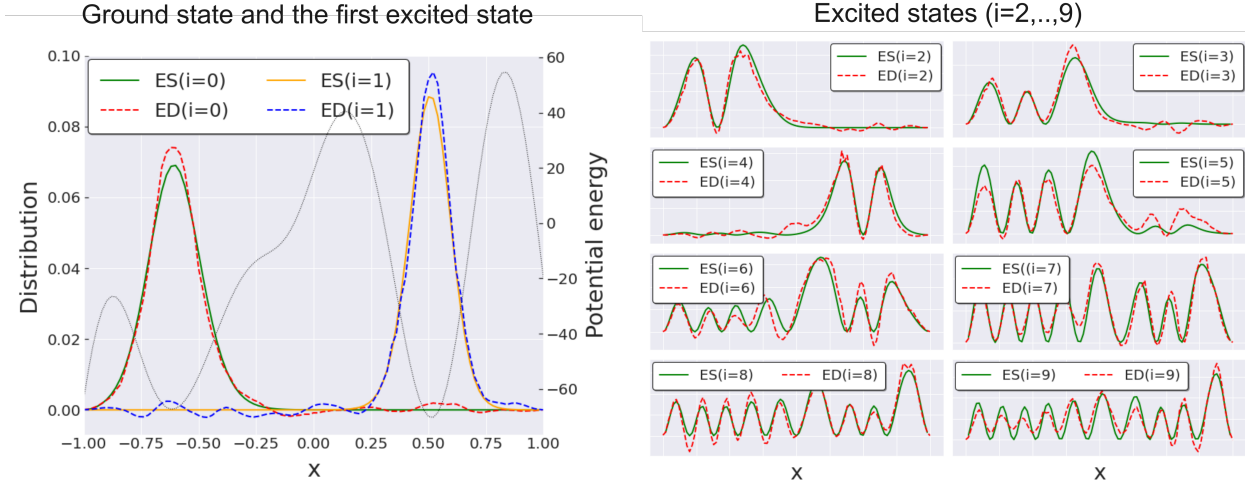 Ground state and the first excited state
Excited states (i=2,..,9)
ES(i=0)
ED(i=0)
ES(i=1)
ED(i=1)
Distribution
0.10
0.08
0.06
0.04
0.02
0.00
−1.00 −0.75 −0.50 −0.25 0.00 0.25 0.50 0.75 1.00
x
60
40
20
0
−20
−40
−60
Potential energy
ES(i=2)
ED(i=2)
ES(i=3)
ED(i=3)
ES(i=4)
ED(i=4)
ES(i=5)
ED(i=5)
ES(i=6)
ED(i=6)
ES((i=7)
ED(i=7)
ES(i=8) ED(i=8)
ES(i=9) ED(i=9)
x
x